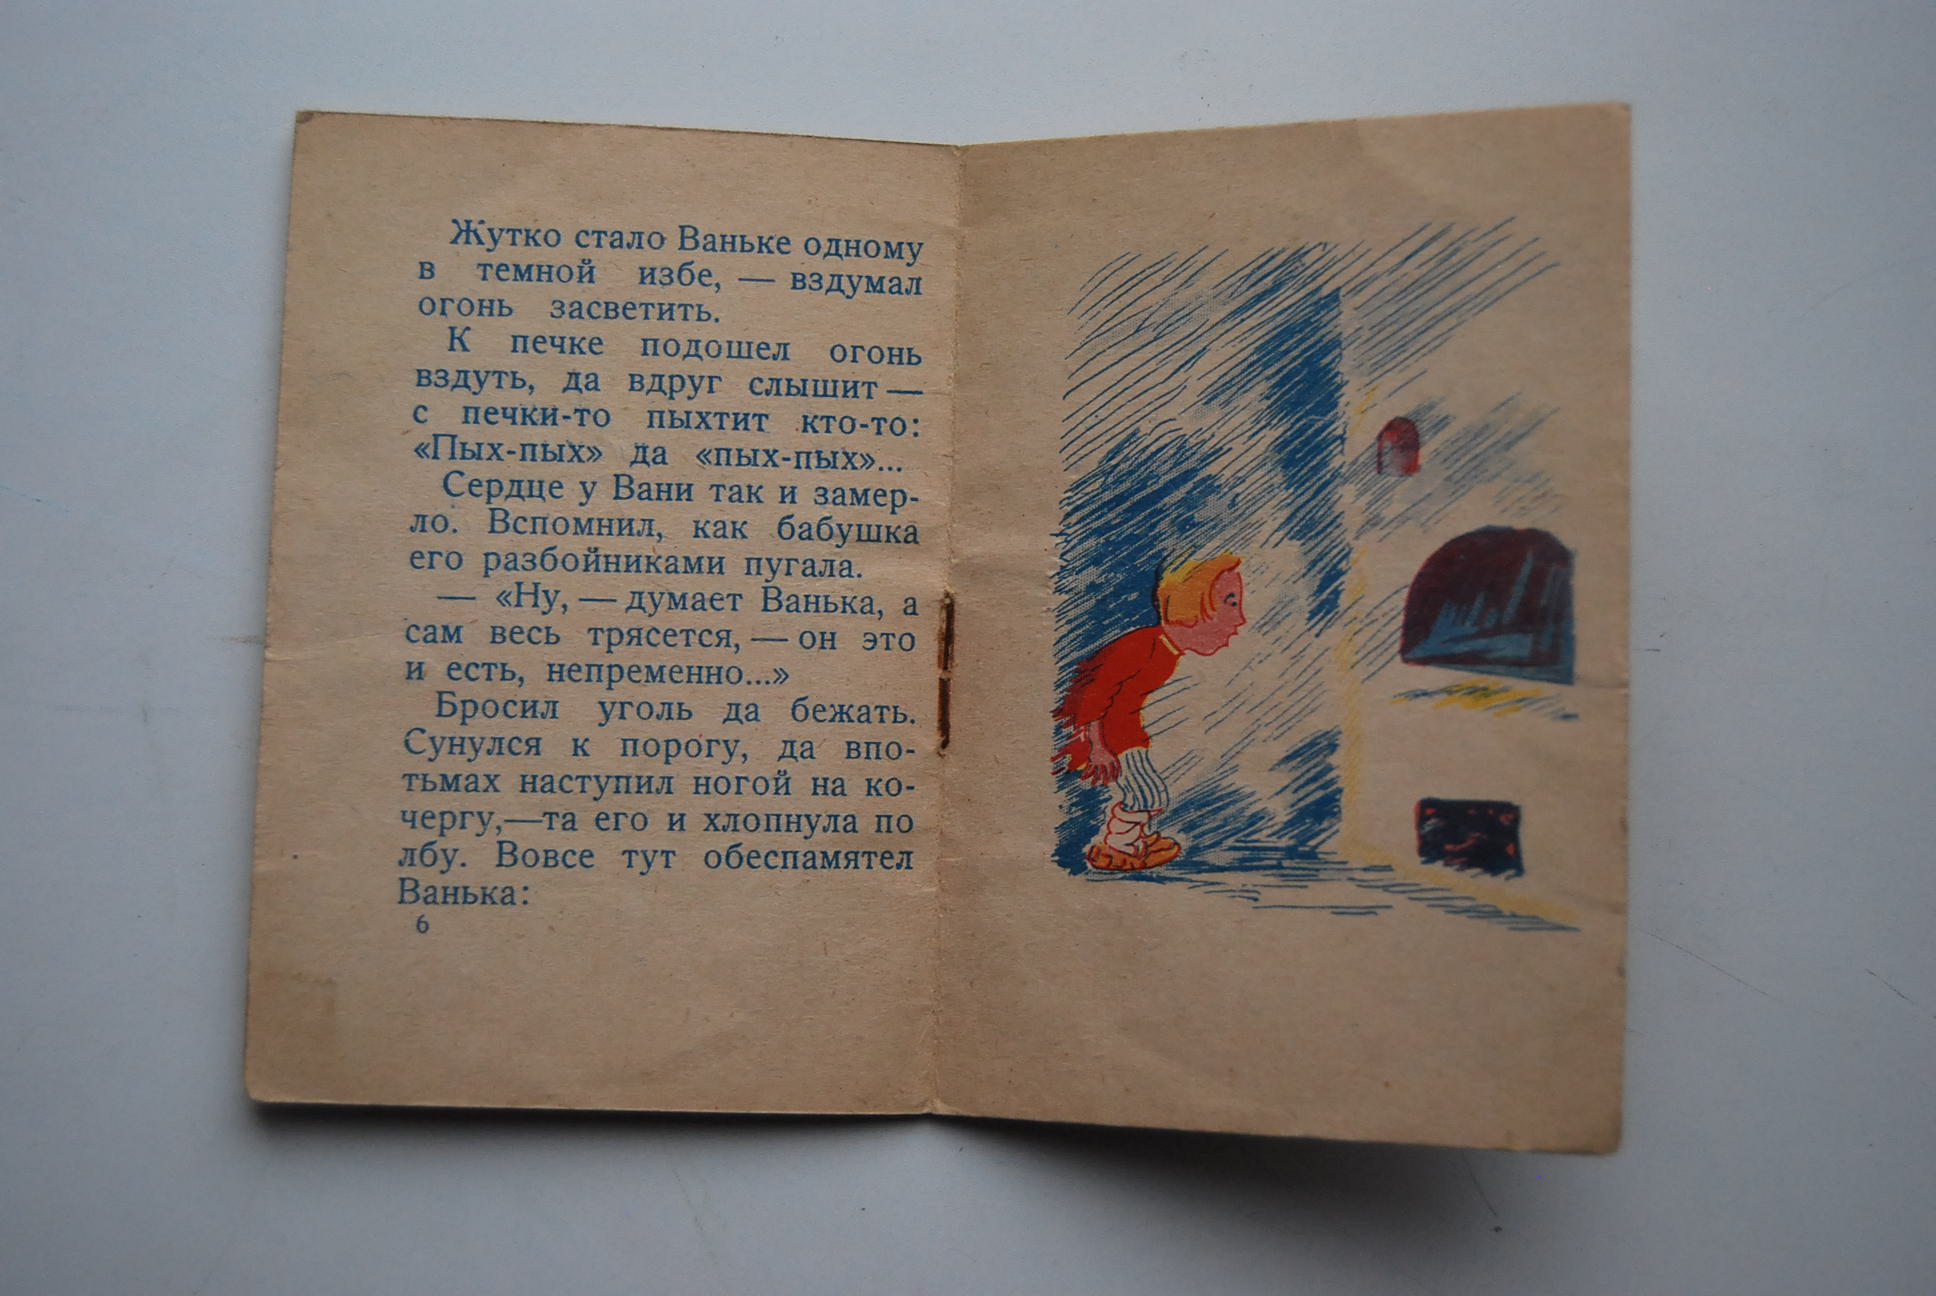 Жутко стало Ваньке одному
в темной избе, — вздумал
огонь засветить.
К печке подошел огонь
вздуть, да вдруг слышит —
с печки-то пыхтит кто-то:
«Пых-пых» да «пых-пых»...
Сердце у Вани так и замер-
ло. Вспомнил, как бабушка
его разбойниками пугала.
— «Ну, — думает Ванька, а
сам весь трясется, — он это
и есть, непременно...»
Бросил уголь да бежать.
Сунулся к порогу, да впо-
тьмах наступил ногой на ко-
чергу,—та его и хлопнула по
лбу. Вовсе тут обеспамятел
Ванька:
6